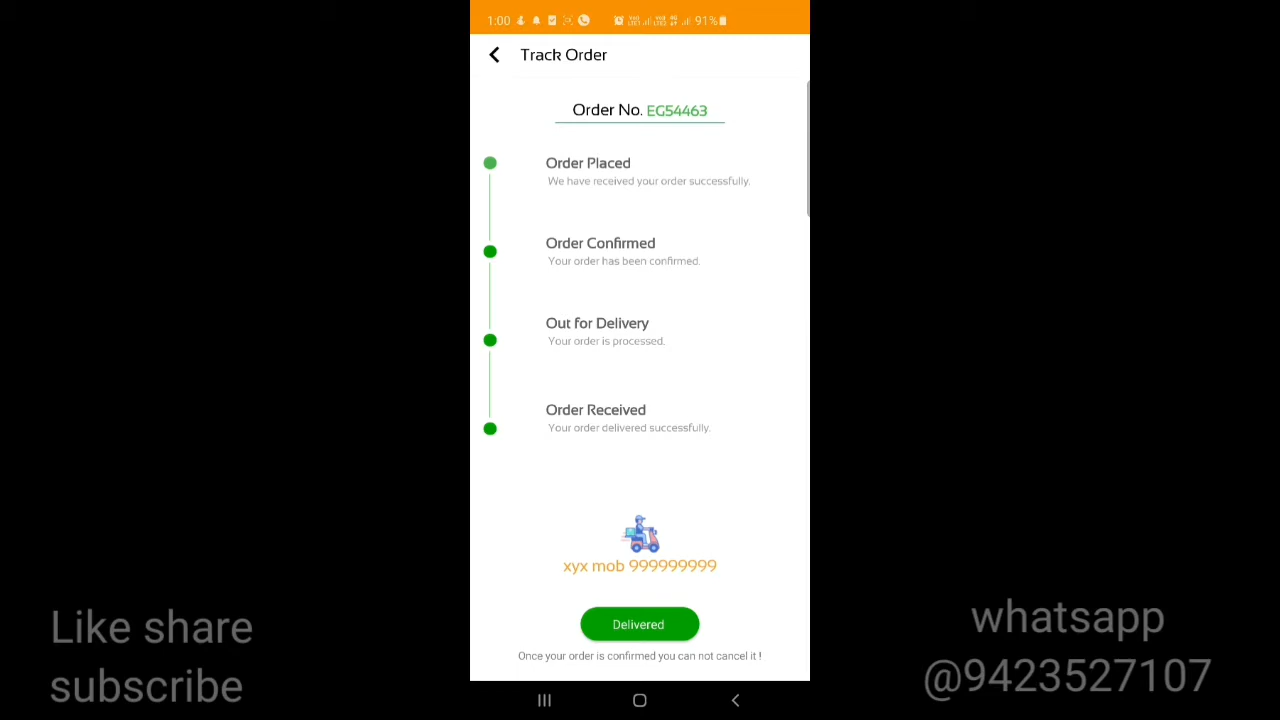 1:00
91%
Track Order
Order No. EG54463
Order Placed
We have received your order successfully.
Order Confirmed
Your order has been confirmed.
Out for Delivery
Your order is processed.
Order Received
Your order delivered successfully.
xyx mob 999999999
Delivered
Once your order is confirmed you can not cancel it !
Like share
subscribe
whatsapp
@9423527107